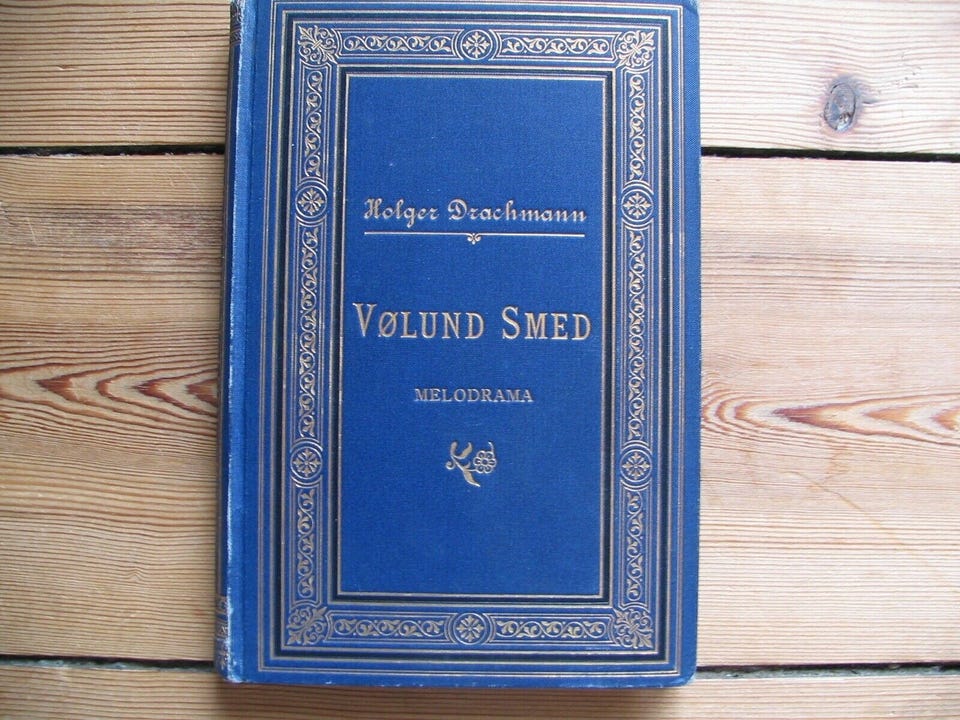 Holger Drachmann
VØLUND SMED
MELODRAMA